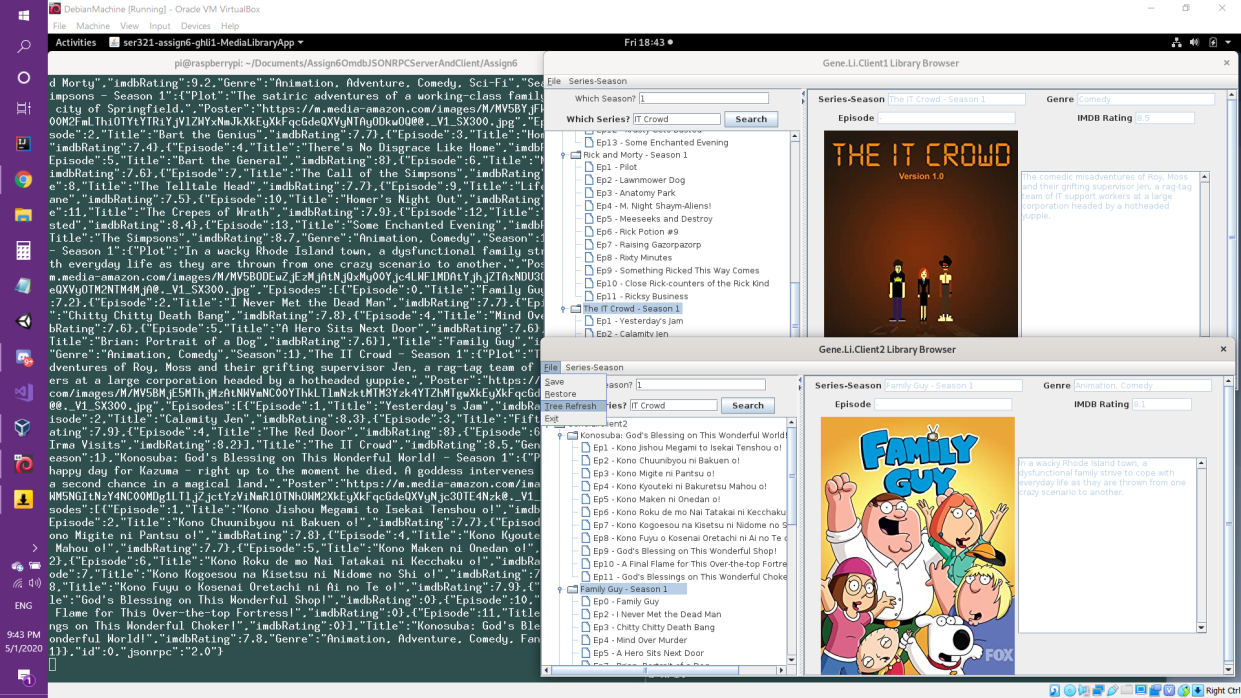 DebianMachine [Running] - Oracle VM VirtualBox
File Machine View Input Devices Help
Activities ser321-assign6-ghli1-MediaLibraryApp Fri 18:43
pi@raspberrypi: ~/Documents/Assign6OmdbJSONRPCServerAndClient/Assign6
d Morty","imdbRating":9.2,"Genre":"Animation, Adventure, Comedy, Sci-Fi","Sea
impsons - Season 1":{"Plot":"The satiric adventures of a working-class family
city of Springfield.","Poster":"https://m.media-amazon.com/images/M/
ode":2,"Title":"Bart the Genius","imdbRating":7.7},{"Episode":3,"Title":"Hom
":7.4},{"Episode":4,"Title":"There's No Disgrace Like Home","imdb
Episode":5,"Title":"Bart the General","imdbRating":8},{"Episode":6,"Title":"M
":7.6},{"Episode":7,"Title":"The Call of the Simpsons","imdb
e":8,"Title":"The Telltale Head","imdbRating":7.7},{"Episode":9,"Title":"Life
ane","imdbRating":7.5},{"Episode":10,"Title":"Homer's Night Out","imdb
":11,"Title":"The Crepes of Wrath","imdbRating":7.9},{"Episode":12,"Title":"
sted","imdbRating":8.4},{"Episode":13,"Title":"Some Enchanted Evening","imdb
Title":"The Simpsons","imdbRating":8.7,"Genre":"Animation, Comedy","Season":1
- Season 1":{"Plot":"In a wacky Rhode Island town, a dysfunctional family str
th everyday life as they are thrown from one crazy scenario to another.","Pos
"Episodes":[{"Episode":0,"Title":"Family Guy
":7.2},{"Episode":2,"Title":"I Never Met the Dead Man","imdbRating":7.7},{"Ep
"Chitty Chitty Death Bang","imdbRating":7.8},{"Episode":4,"Title":"Mind Over
bRating":7.6},{"Episode":5,"Title":"A Hero Sits Next Door","imdbRating":7.6},
Title":"Brian: Portrait of a Dog","imdbRating":7.6}],"Title":"Family Guy","im
"Genre":"Animation, Comedy","Season":1},"The IT Crowd - Season 1":{"Plot":"T
dventures of Roy, Moss and their grifting supervisor Jen, a rag-tag team of
ers at a large corporation headed by a hotheaded yuppie.","Poster":"https://
"Episodes":[{"Episode":1,"Title":"Yesterday's Jam","imdbRating":
isode":2,"Title":"Calamity Jen","imdbRating":8.3},{"Episode":3,"Title":"Fift
ng":7.9},{"Episode":4,"Title":"The Red Door","imdbRating":8},{"Episode":6
Irma Visits","imdbRating":8.2}],"Title":"The IT Crowd","imdbRating":8.5,"Gen
eason":1},"Konosuba: God's Blessing on This Wonderful World! - Season 1":{"P
happy day for Kazuma - right up to the moment he died. A goddess intervenes
a second chance in a magical land.","Poster":"https://m.media-amazon.com/ima
sodes":[{"Episode":1,"Title":"Kono Jishou Megami to Isekai Tenshou o!","imdb
Episode":2,"Title":"Kono Chuunibyou ni Bakuen o!","imdbRating":7.7},{"Episode
ono Migite ni Pantsu o!","imdbRating":7.8},{"Episode":4,"Title":"Kono Kyoute
Mahou o!","imdbRating":7.7},{"Episode":5,"Title":"Kono Maken ni Onedan o!","
2},{"Episode":6,"Title":"Kono Roku de mo Nai Tatakai ni Kecchaku o!","imdb
ode":7,"Title":"Kono Kogoesou na Kisetsu ni Nidome no Shi o!","imdbRating":
8,"Title":"Kono Fuyu o Kosenai Oretachi ni Ai no Te o!","imdbRating":7.9},{"
le":"God's Blessing on This Wonderful Shop!","imdbRating":0},{"Episode":10,"
Flame for This Over-the-top Fortress!","imdbRating":0},{"Episode":11,"Title"
ngs on This Wonderful Choker!","imdbRating":0}],"Title":"Konosuba: God's Ble
onderful World!","imdbRating":7.8,"Genre":"Animation, Adventure, Comedy, Fan
1}}},"id":0,"jsonrpc":"2.0"}
Gene.Li.Client1 Library Browser
File Series-Season
Which Season? 1
Which Series? IT Crowd Search
Series-Season The IT Crowd - Season 1 Genre Comedy
Episode - IMDB Rating 8.5
Ep13 - Some Enchanted Evening
Rick and Morty - Season 1
Ep1 - Pilot
Ep2 - Lawnmower Dog
Ep3 - Anatomy Park
Ep4 - M. Night Shaym-Aliens!
Ep5 - Meeseeks and Destroy
Ep6 - Rick Potion #9
Ep7 - Raising Gazorpazorp
Ep8 - Rixty Minutes
Ep9 - Something Ricked This Way Comes
Ep10 - Close Rick-counters of the Rick Kind
Ep11 - Ricksy Business
The IT Crowd - Season 1
Ep1 - Yesterday's Jam
Ep2 - Calamity Jen
THE IT CROWD
Version 1.0
The comedic misadventures of Roy, Moss
and their grifting supervisor Jen, a rag-tag
team of IT support workers at a large
corporation headed by a hotheaded
yuppie.
Gene.Li.Client2 Library Browser
File Series-Season
Save
Restore
Tree Refresh
Exit
eason? 1
ries? IT Crowd Search
Series-Season Family Guy - Season 1 Genre Animation, Comedy
Episode - IMDB Rating 8.1
Konosuba: God's Blessing on This Wonderful World!
Ep1 - Kono Jishou Megami to Isekai Tenshou o!
Ep2 - Kono Chuunibyou ni Bakuen o!
Ep3 - Kono Migite ni Pantsu o!
Ep4 - Kono Kyouteki ni Bakuretsu Mahou o!
Ep5 - Kono Maken ni Onedan o!
Ep6 - Kono Roku de mo Nai Tatakai ni Kecchaku
Ep7 - Kono Kogoesou na Kisetsu ni Nidome no S
Ep8 - Kono Fuyu o Kosenai Oretachi ni Ai no Te o
Ep9 - God's Blessing on This Wonderful Shop!
Ep10 - A Final Flame for This Over-the-top Fortre
Ep11 - God's Blessings on This Wonderful Choke
Family Guy - Season 1
Ep0 - Family Guy
Ep2 - I Never Met the Dead Man
Ep3 - Chitty Chitty Death Bang
Ep4 - Mind Over Murder
Ep5 - A Hero Sits Next Door
FAMILY GUY
FOX
In a wacky Rhode Island town, a
dysfunctional family strive to cope with
everyday life as they are thrown from one
crazy scenario to another.
ENG
9:43 PM
5/1/2020
Right Ctrl